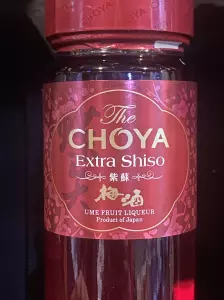 The
CHOYA
Extra Shiso
紫蘇
梅酒
UME FRUIT LIQUEUR
Product of Japan